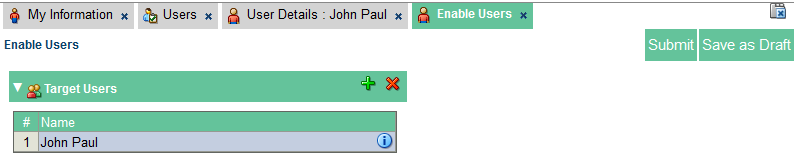 My Information x Users x User Details : John Paul x Enable Users x
Enable Users
Submit Save as Draft
Target Users
# Name
1 John Paul